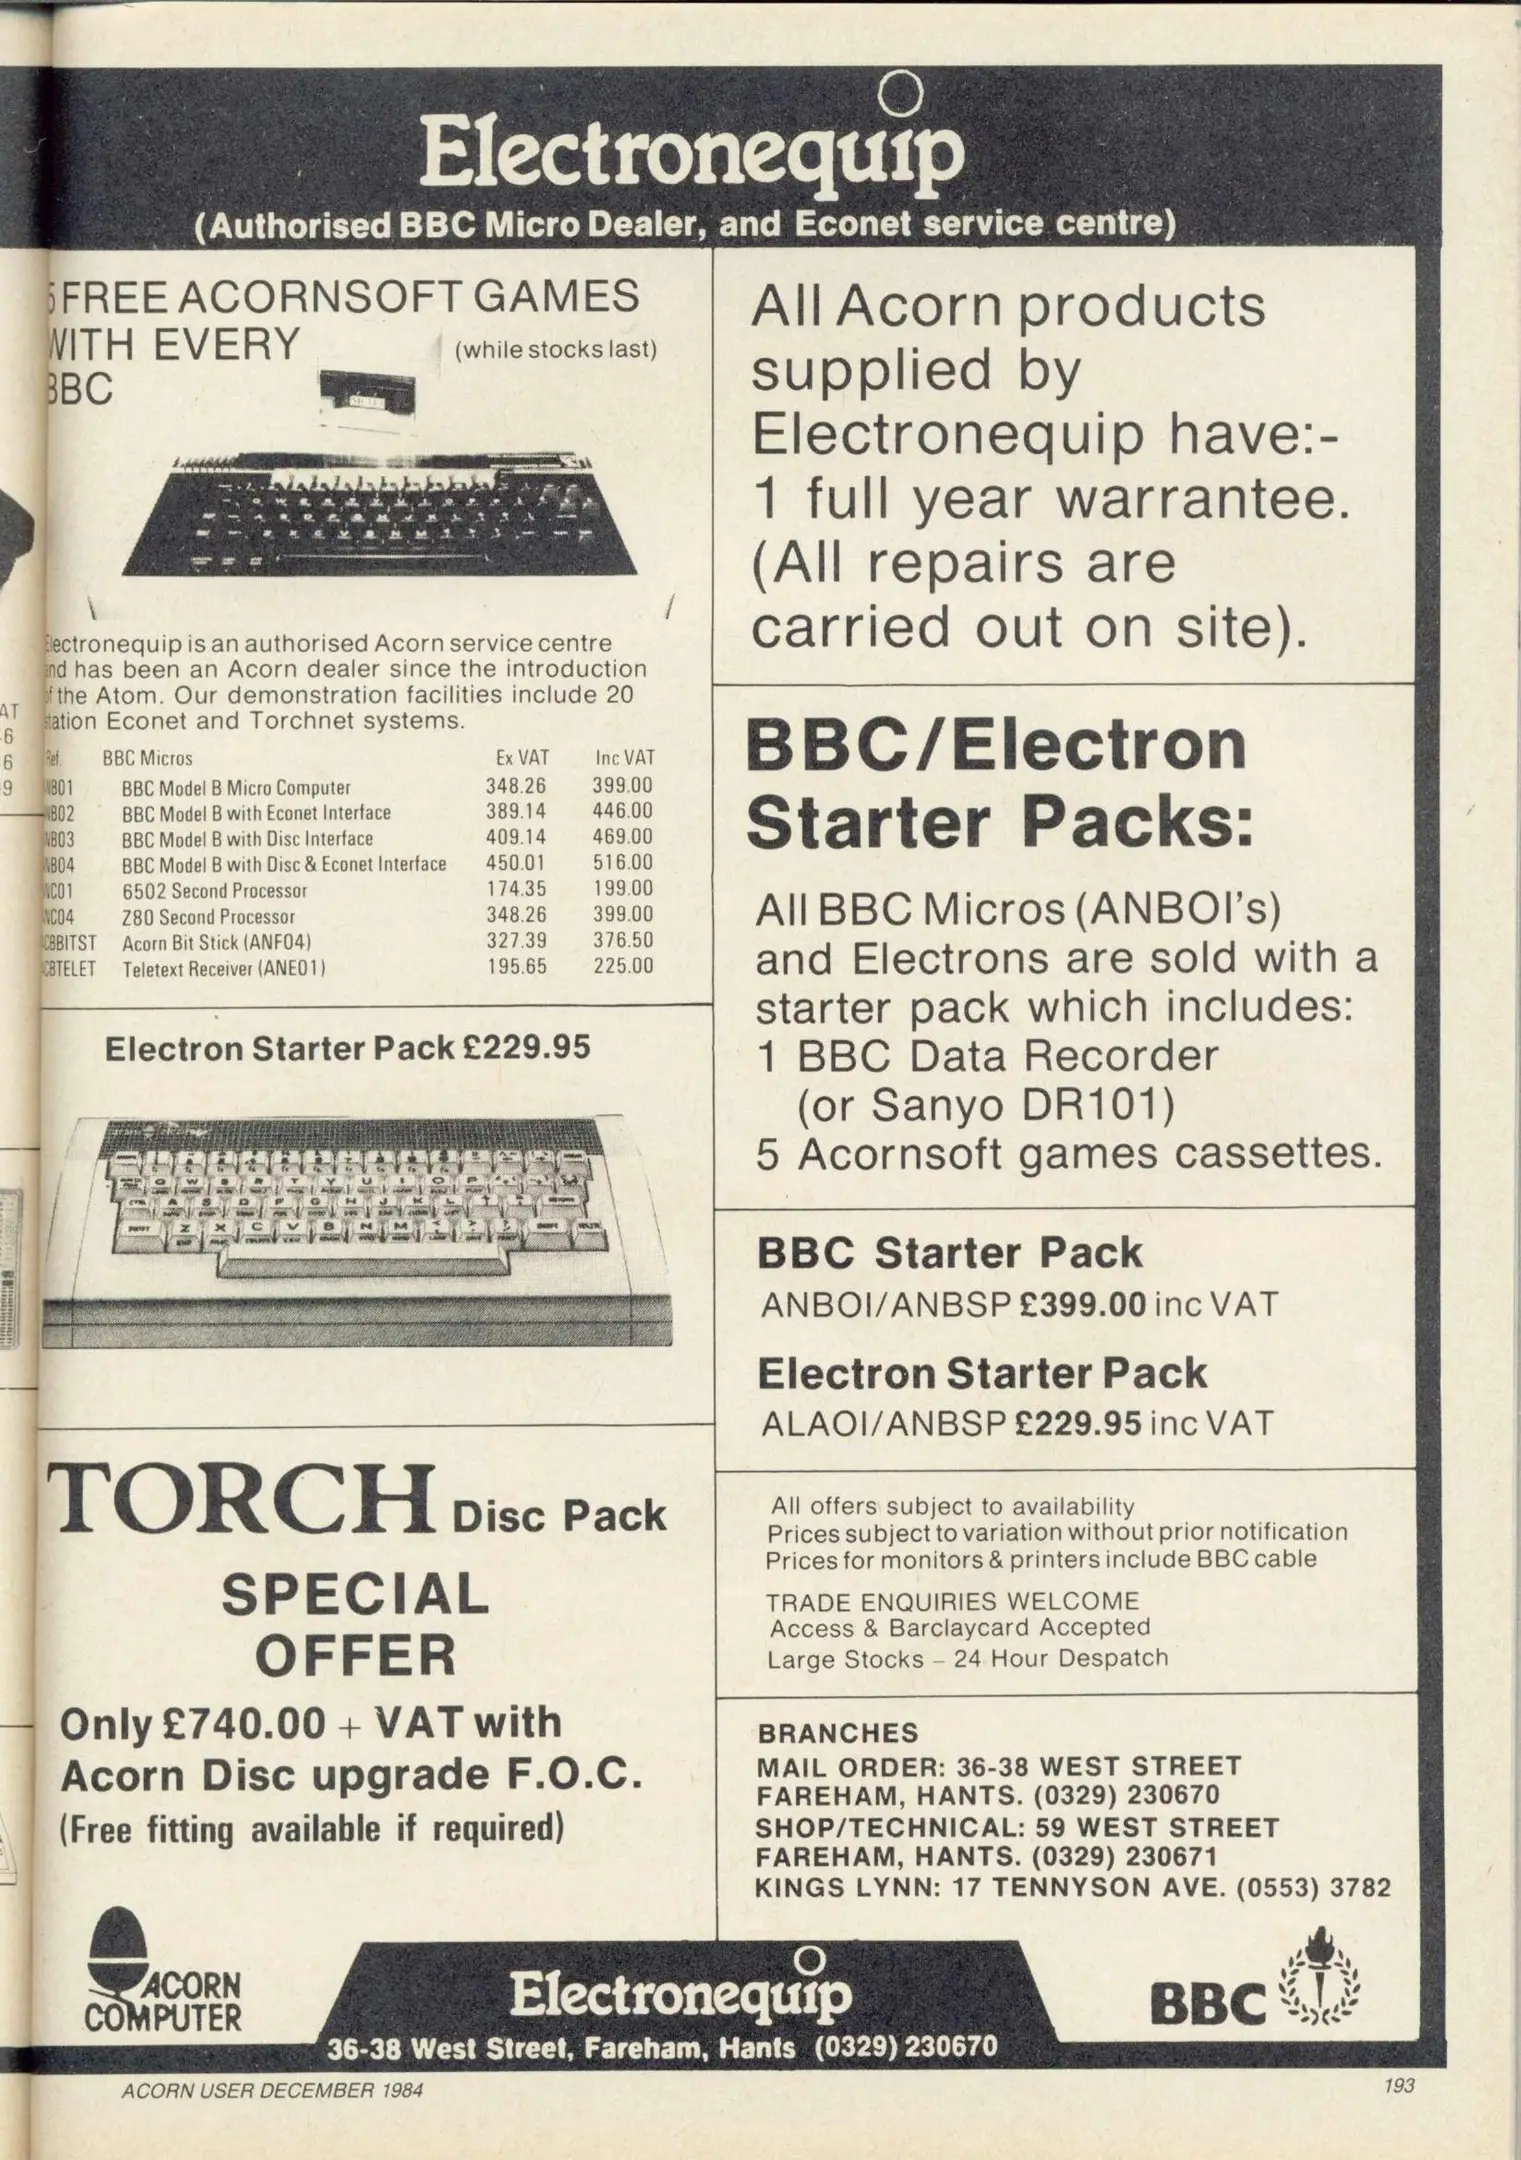 Electronequip
(Authorised BBC Micro Dealer, and Econet service centre)
FREE ACORNSOFT GAMES
WITH EVERY (while stocks last)
BBC
Electronequip is an authorised Acorn service centre
and has been an Acorn dealer since the introduction
of the Atom. Our demonstration facilities include 20
station Econet and Torchnet systems.
Ref. BBC Micros Ex VAT Inc VAT
BBC Model B Micro Computer 348.26 399.00
BBC Model B with Econet Interface 389.14 446.00
BBC Model B with Disc Interface 409.14 469.00
BBC Model B with Disc & Econet Interface 450.01 516.00
6502 Second Processor 174.35 199.00
Z80 Second Processor 348.26 399.00
Acorn Bit Stick (ANF04) 327.39 376.50
Teletext Receiver (ANE01) 195.65 225.00
Electron Starter Pack £229.95
TORCH Disc Pack
SPECIAL
OFFER
Only £740.00 + VAT with
Acorn Disc upgrade F.O.C.
(Free fitting available if required)
All Acorn products
supplied by
Electronequip have:-
1 full year warrantee.
(All repairs are
carried out on site).
BBC/Electron
Starter Packs:
All BBC Micros (ANBOI's)
and Electrons are sold with a
starter pack which includes:
1 BBC Data Recorder
(or Sanyo DR101)
5 Acornsoft games cassettes.
BBC Starter Pack
ANBOI/ANBSP £399.00 inc VAT
Electron Starter Pack
ALAOI/ANBSP £229.95 inc VAT
All offers subject to availability
Prices subject to variation without prior notification
Prices for monitors & printers include BBC cable
TRADE ENQUIRIES WELCOME
Access & Barclaycard Accepted
Large Stocks – 24 Hour Despatch
BRANCHES
MAIL ORDER: 36-38 WEST STREET
FAREHAM, HANTS. (0329) 230670
SHOP/TECHNICAL: 59 WEST STREET
FAREHAM, HANTS. (0329) 230671
KINGS LYNN: 17 TENNYSON AVE. (0553) 3782
ACORN
COMPUTER
Electronequip
36-38 West Street, Fareham, Hants (0329) 230670
BBC
ACORN USER DECEMBER 1984
193